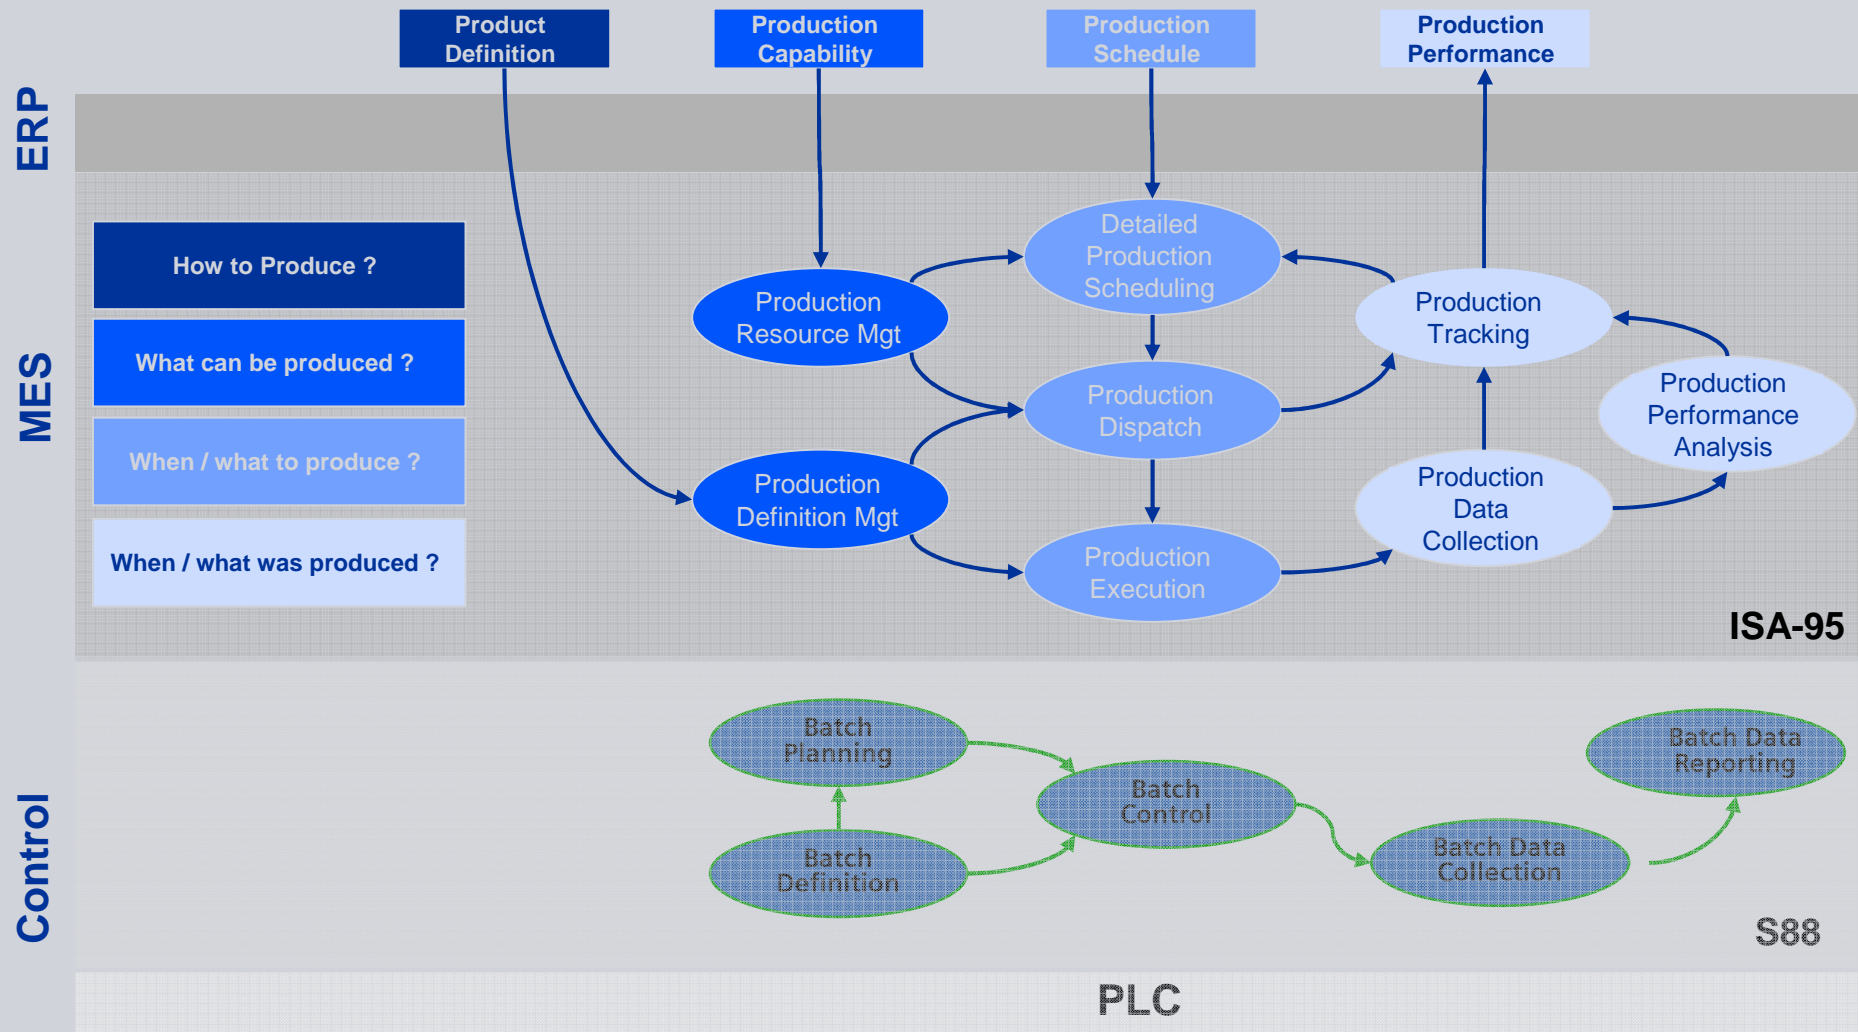 Product
Definition
Production
Capability
Production
Schedule
Production
Performance
ERP
MES
Control
How to Produce ?
What can be produced ?
When / what to produce ?
When / what was produced ?
Detailed
Production
Scheduling
Production
Resource Mgt
Production
Tracking
Production
Dispatch
Production
Performance
Analysis
Production
Definition Mgt
Production
Data
Collection
Production
Execution
ISA-95
Batch
Planning
Batch
Control
Batch Data
Reporting
Batch
Definition
Batch Data
Collection
S88
PLC